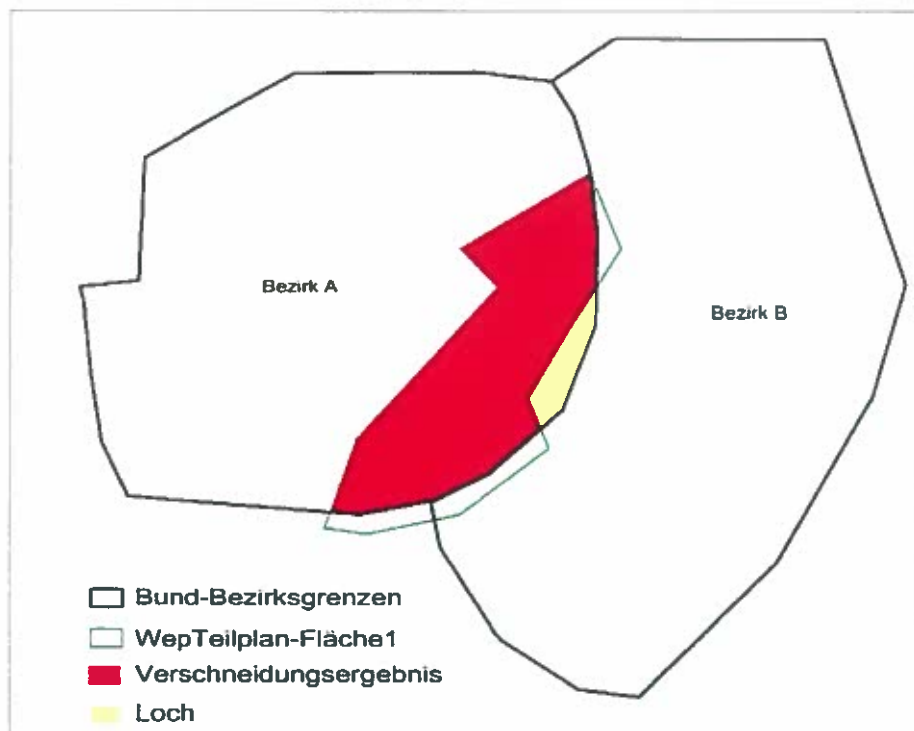 Bezirk A
Bezirk B
Bund-Bezirksgrenzen
WepTeilplan-Fläche1
Verschneidungsergebnis
Loch